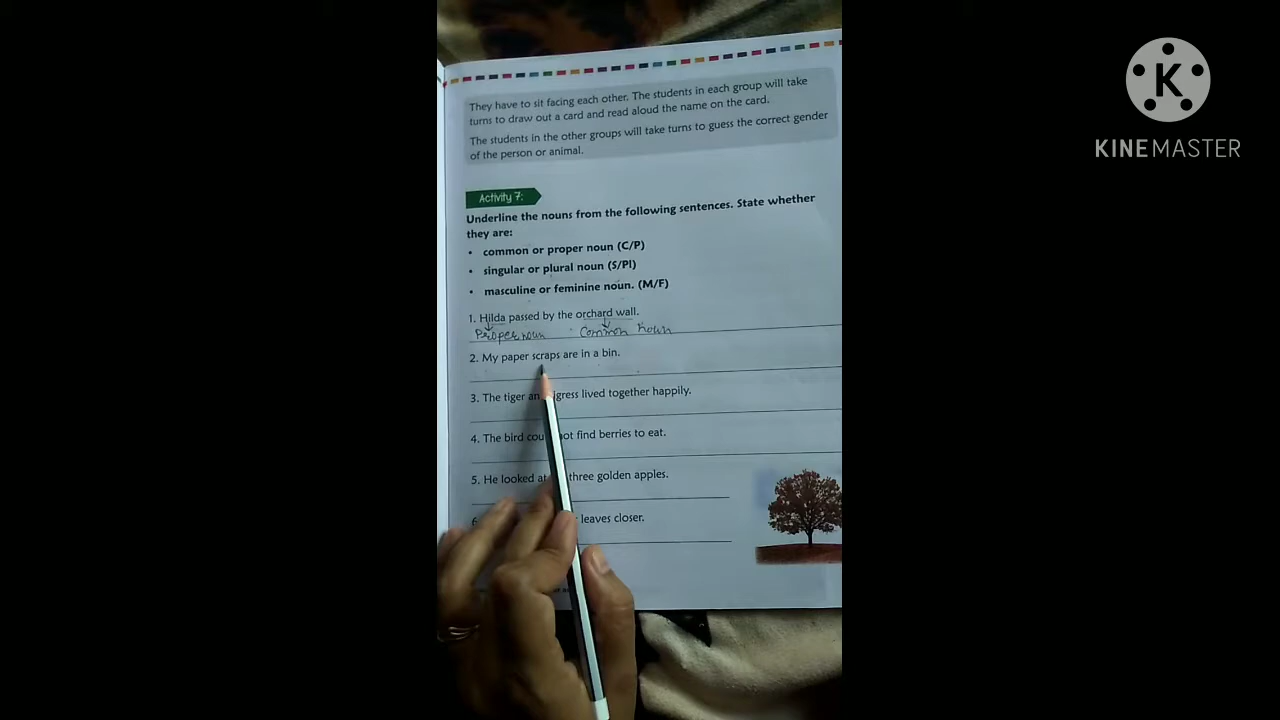 They have to sit facing each other. The students in each group will take
turns to draw out a card and read aloud the name on the card.
The students in the other groups will take turns to guess the correct gender
of the person or animal.
Activity 7:
Underline the nouns from the following sentences. State whether
they are:
• common or proper noun (C/P)
• singular or plural noun (S/Pl)
• masculine or feminine noun. (M/F)
1. Hilda passed by the orchard wall.
Proper noun Common noun
2. My paper scraps are in a bin.
3. The tiger an igress lived together happily.
4. The bird cou not find berries to eat.
5. He looked at three golden apples.
6 leaves closer.
K
KINEMASTER